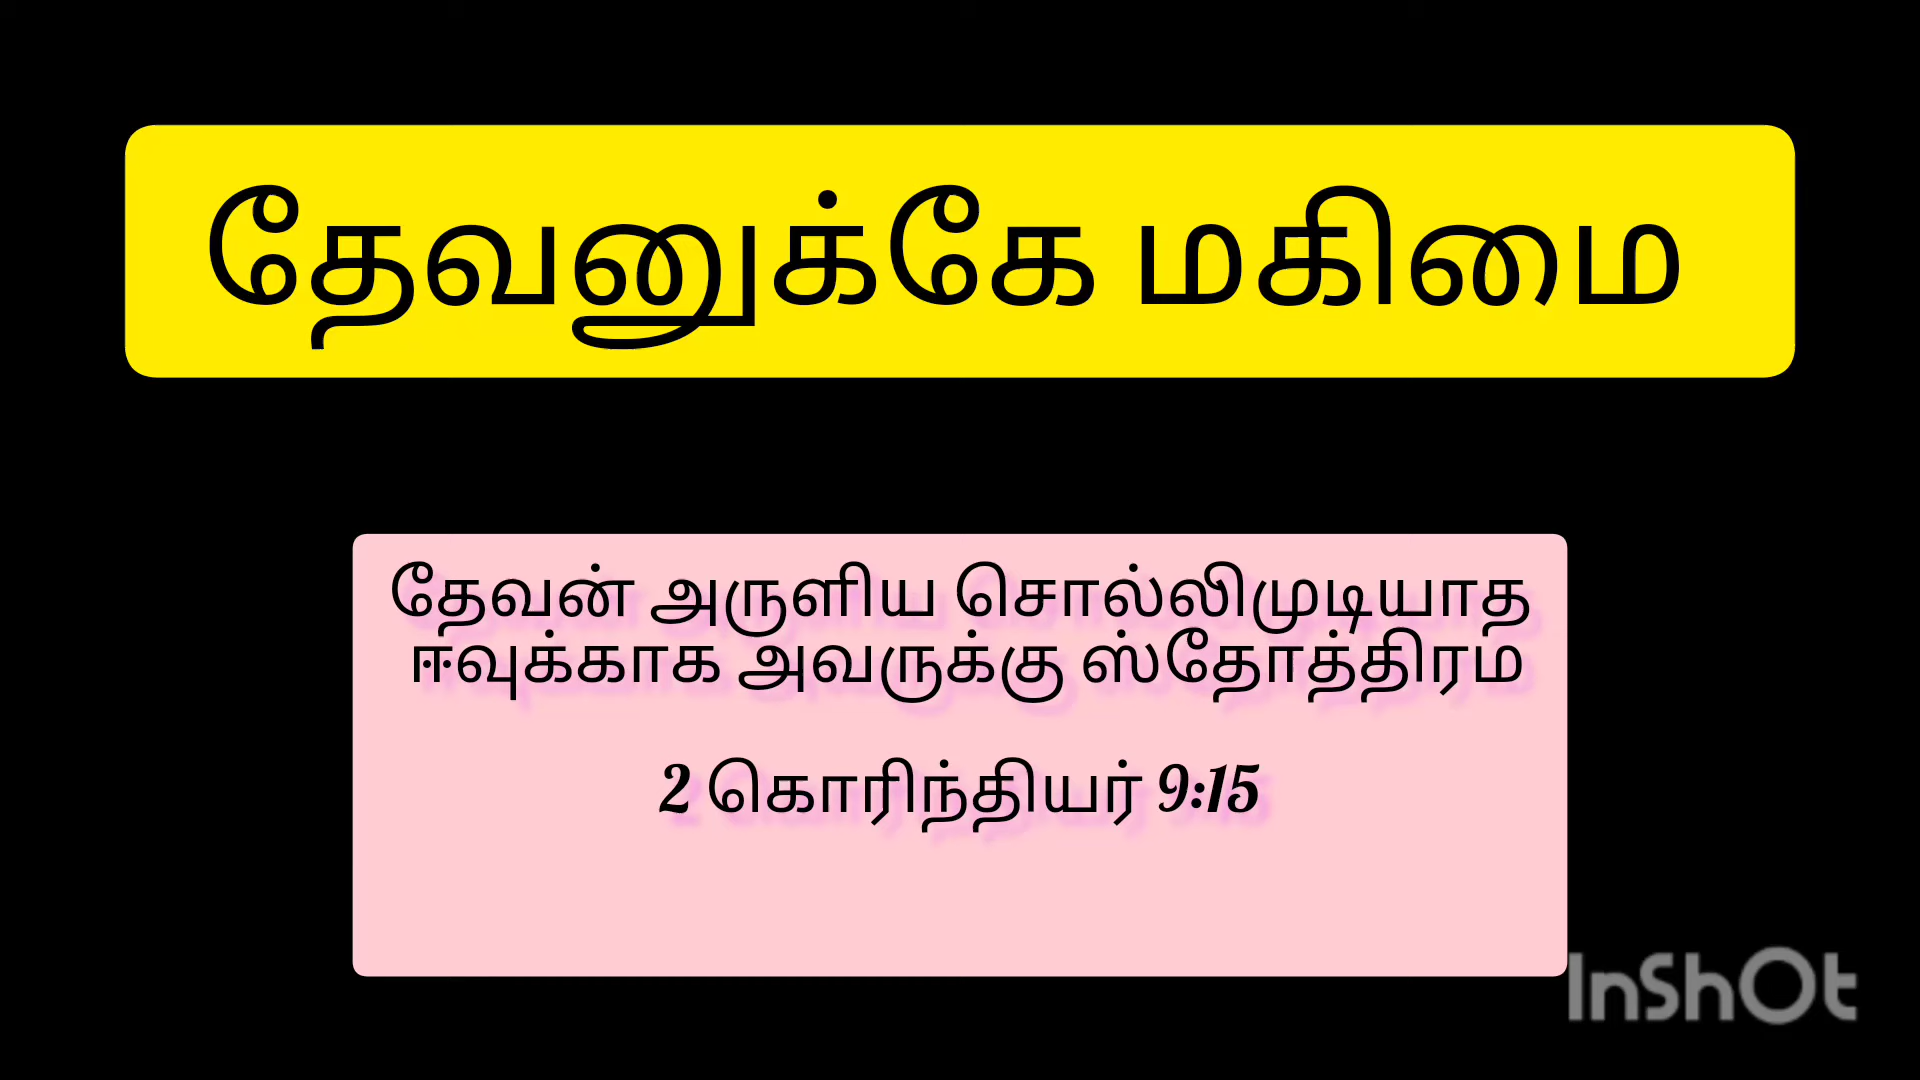 தேவனுக்கே மகிமை
தேவன் அருளிய சொல்லிமுடியாத
ஈவுக்காக அவருக்கு ஸ்தோத்திரம
2 கொரிந்தியர் 9:15
InShOt